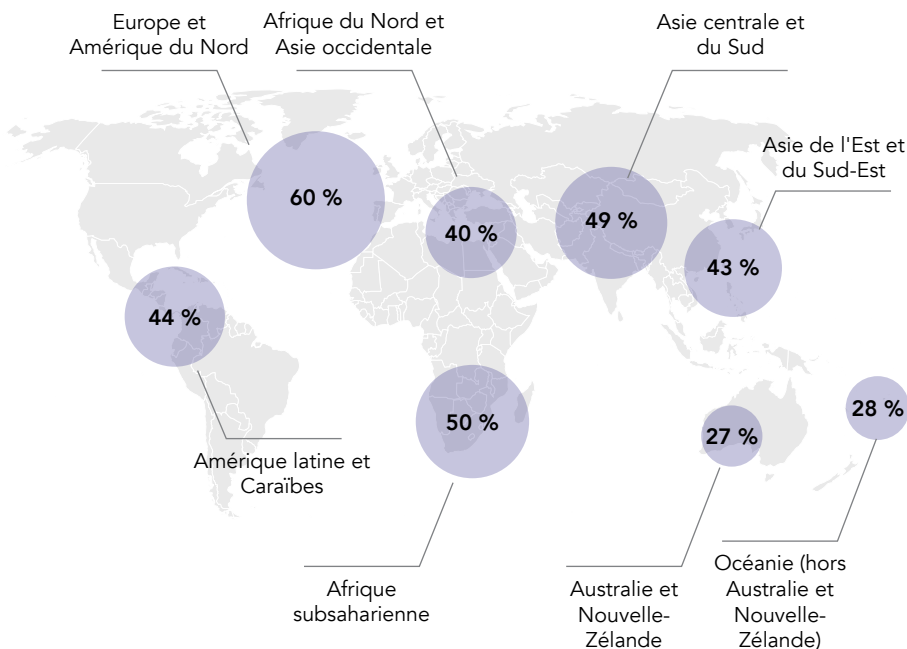 Europe et
Amérique du Nord
Afrique du Nord et
Asie occidentale
Asie centrale et
du Sud
Asie de l'Est et
du Sud-Est
60 %
40 %
49 %
43 %
44 %
50 %
27 %
28 %
Amérique latine et
Caraïbes
Afrique
subsaharienne
Australie et
Nouvelle-
Zélande
Océanie (hors
Australie et
Nouvelle-
Zélande)